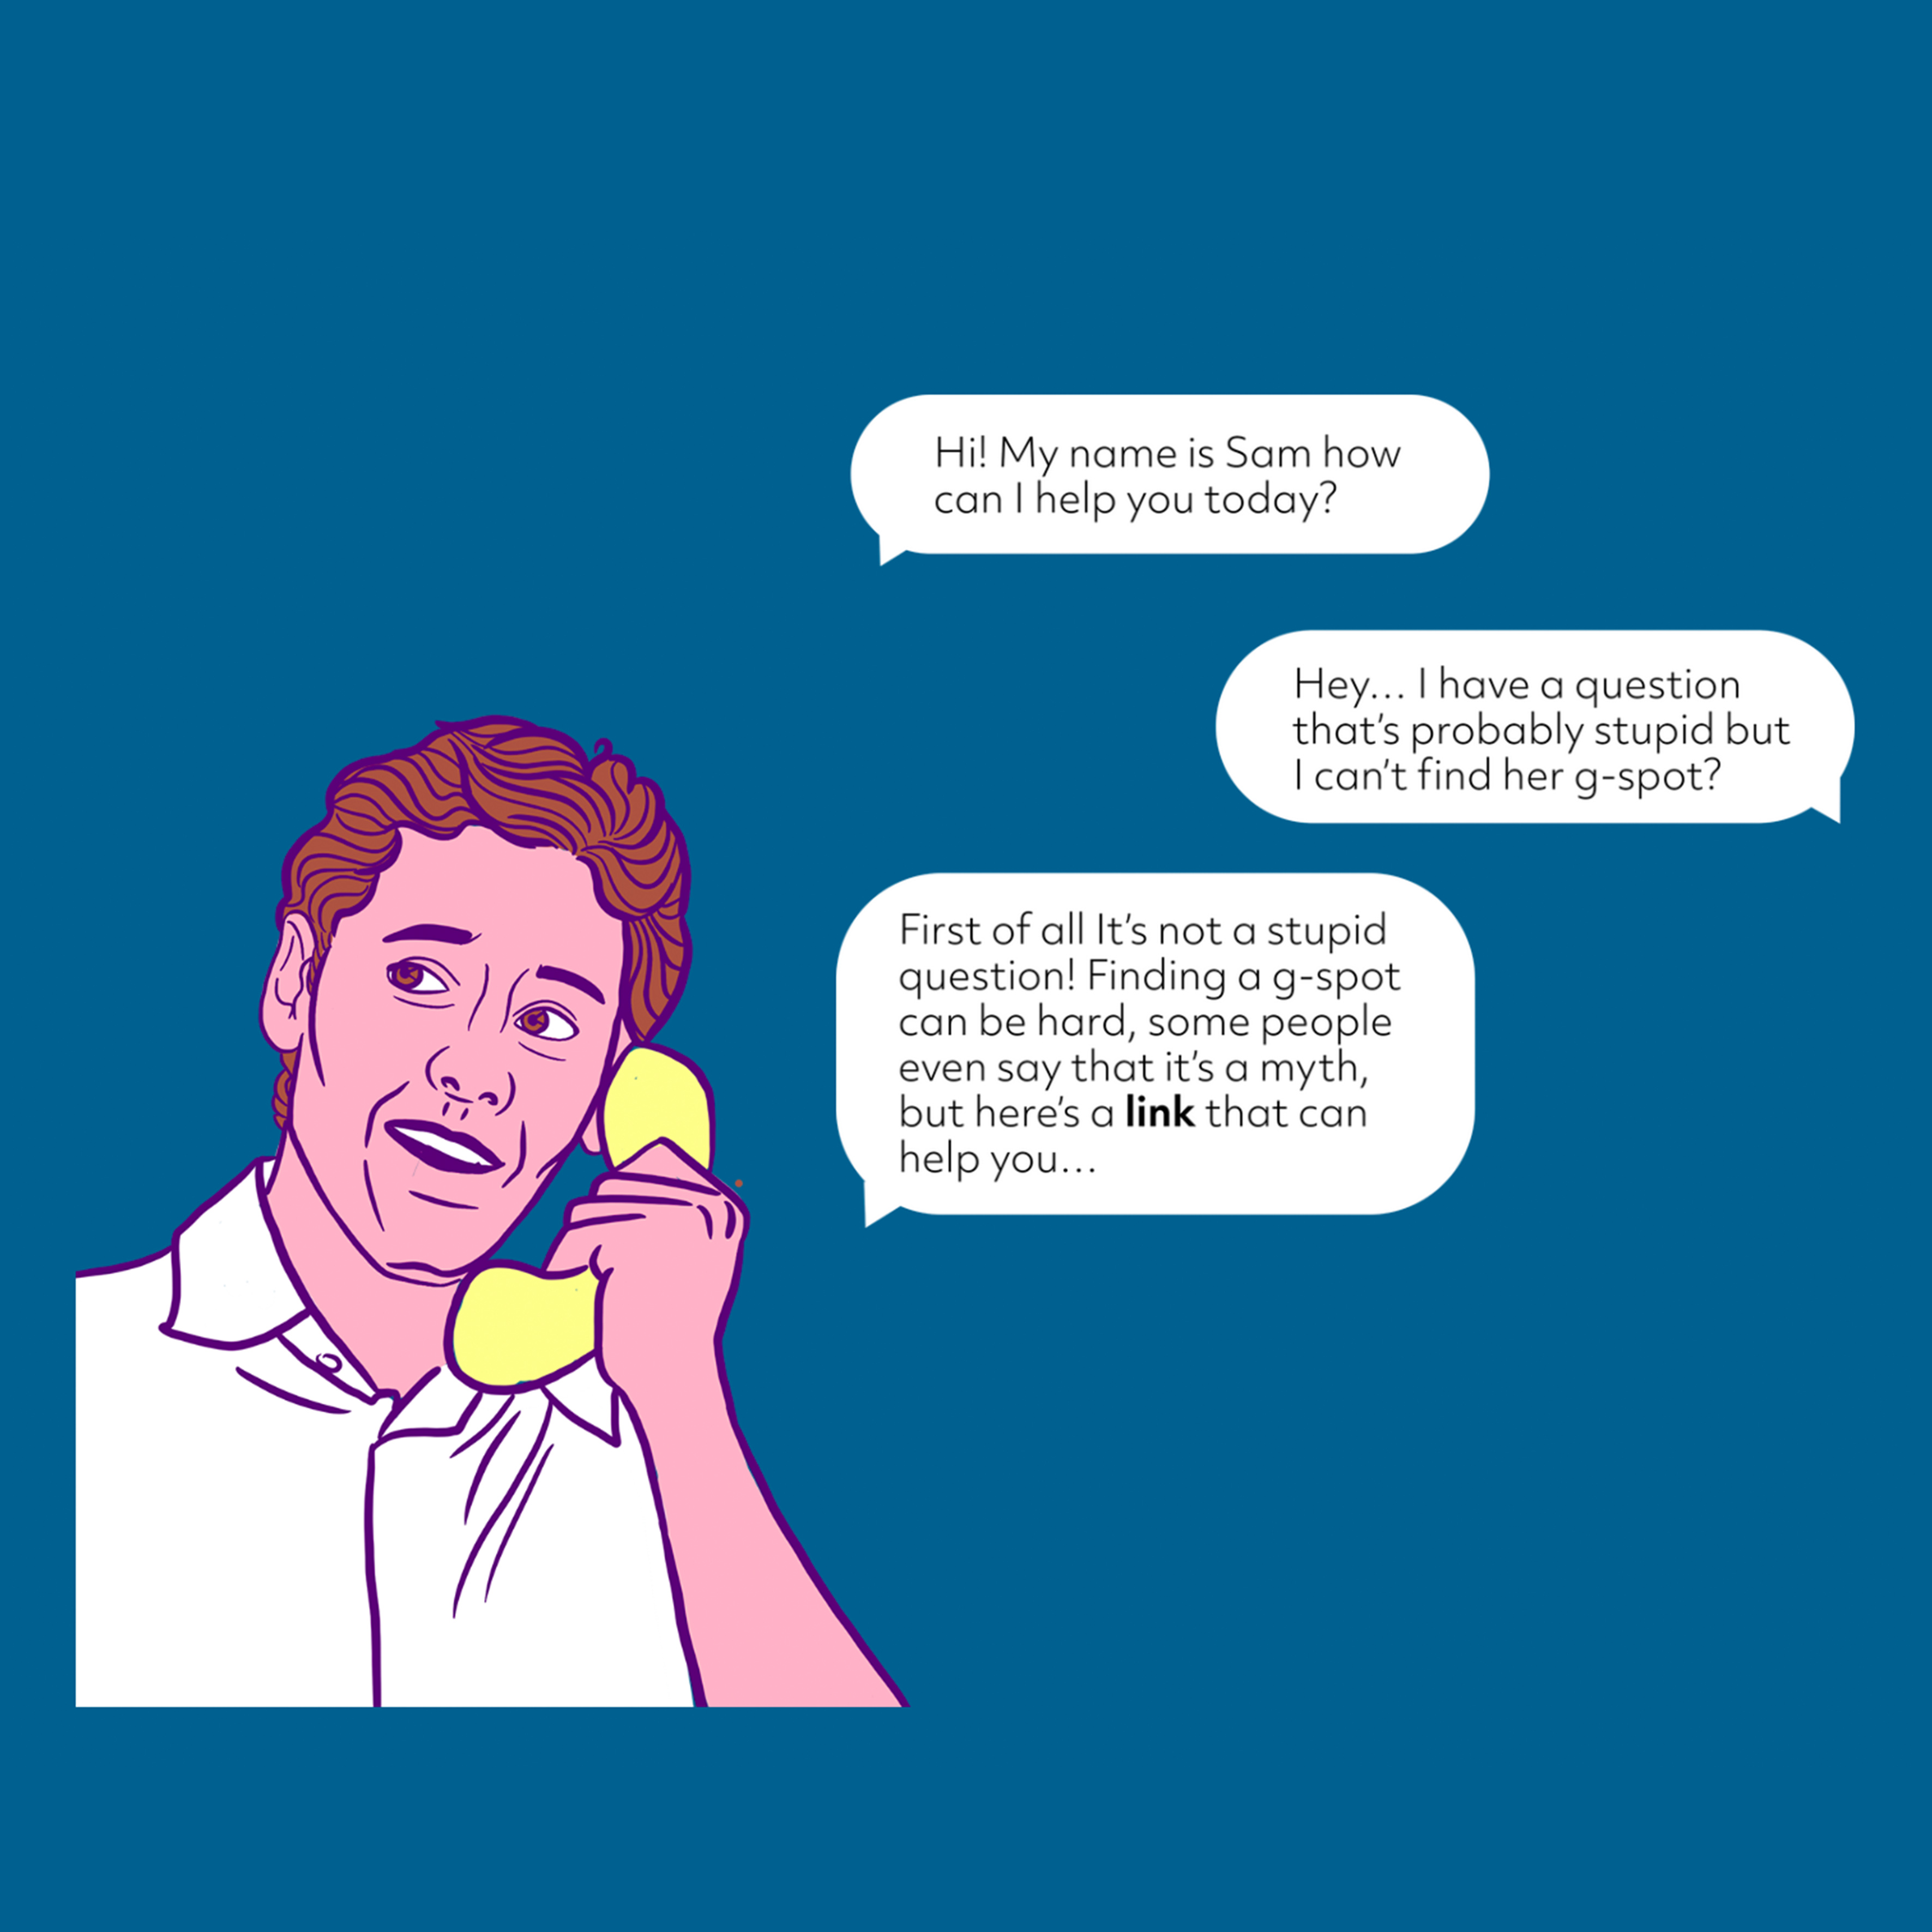 Hi! My name is Sam how
can I help you today?
Hey... I have a question
that's probably stupid but
I can't find her g-spot?
First of all It's not a stupid
question! Finding a g-spot
can be hard, some people
even say that it's a myth,
but here's a link that can
help you...